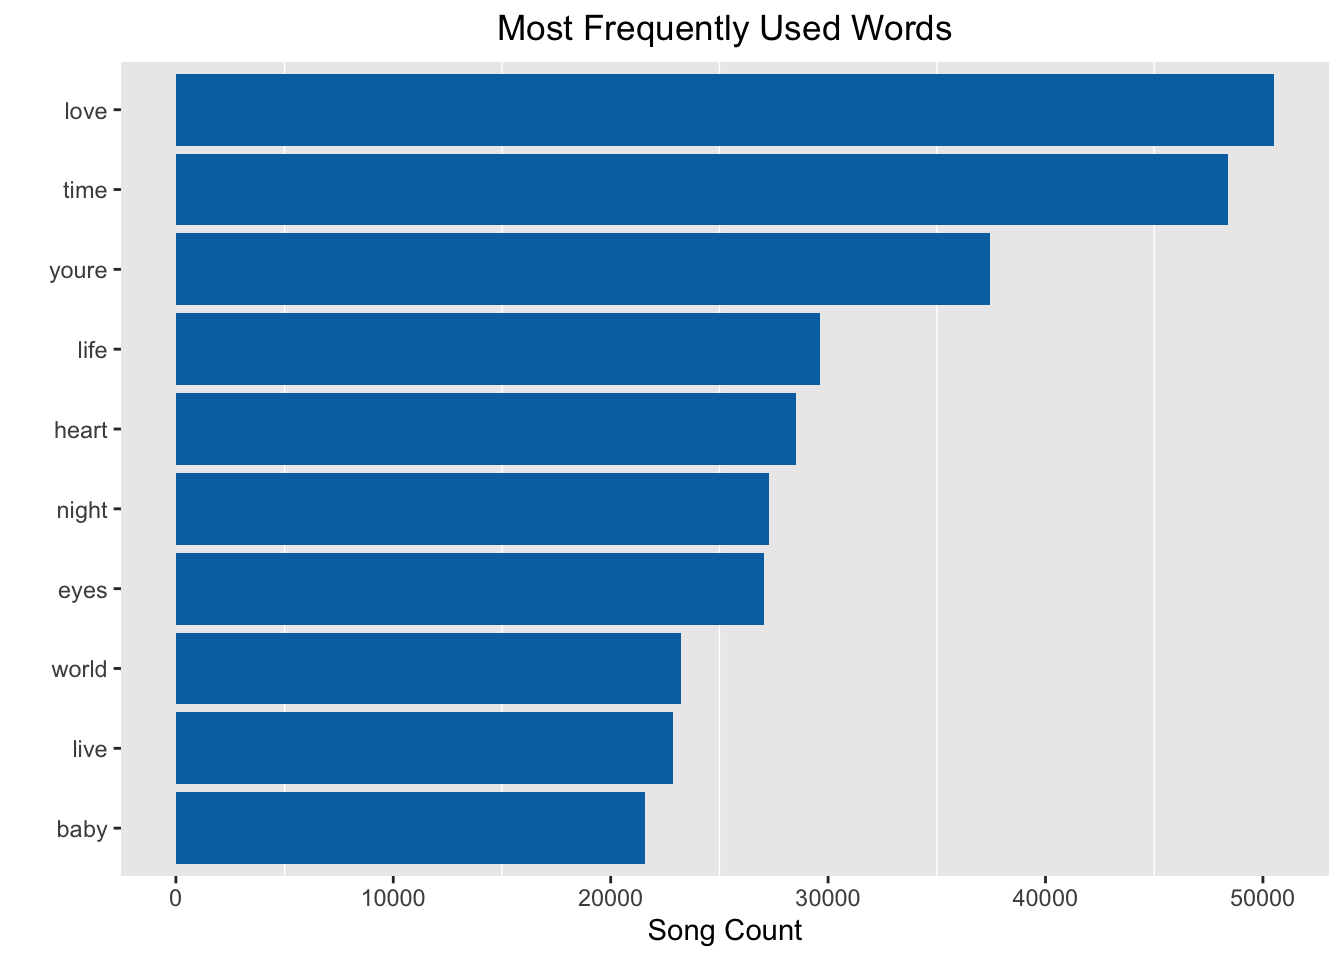 Most Frequently Used Words
love
time
youre
life
heart
night
eyes
world
live
baby
0 10000 20000 30000 40000 50000
Song Count